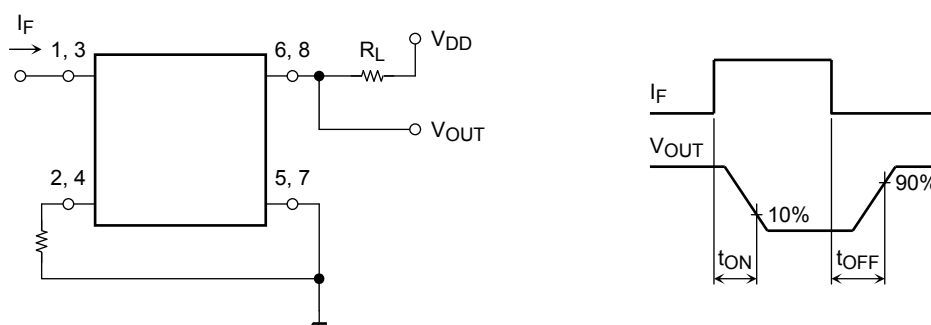 IF
1, 3
6, 8
RL
VDD
VOUT
2, 4
5, 7
IF
VOUT
10%
90%
tON
tOFF